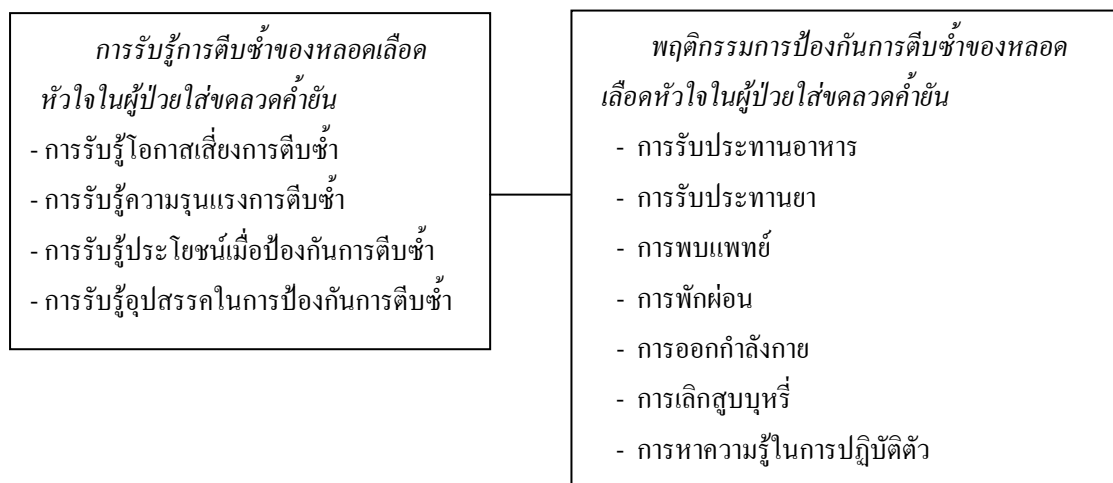 การรับรู้การตีบซ้ำของหลอดเลือด
หัวใจในผู้ป่วยใส่ขดลวดค้ำยัน
- การรับรู้โอกาสเสี่ยงการตีบซ้ำ
- การรับรู้ความรุนแรงการตีบซ้ำ
- การรับรู้ประโยชน์เมื่อป้องกันการตีบซ้ำ
- การรับรู้อุปสรรคในการป้องกันการตีบซ้ำ
พฤติกรรมการป้องกันการตีบซ้ำของหลอด
เลือดหัวใจในผู้ป่วยใส่ขดลวดค้ำยัน
- การรับประทานอาหาร
- การรับประทานยา
- การพบแพทย์
- การพักผ่อน
- การออกกำลังกาย
- การเลิกสูบบุหรี่
- การหาความรู้ในการปฏิบัติตัว